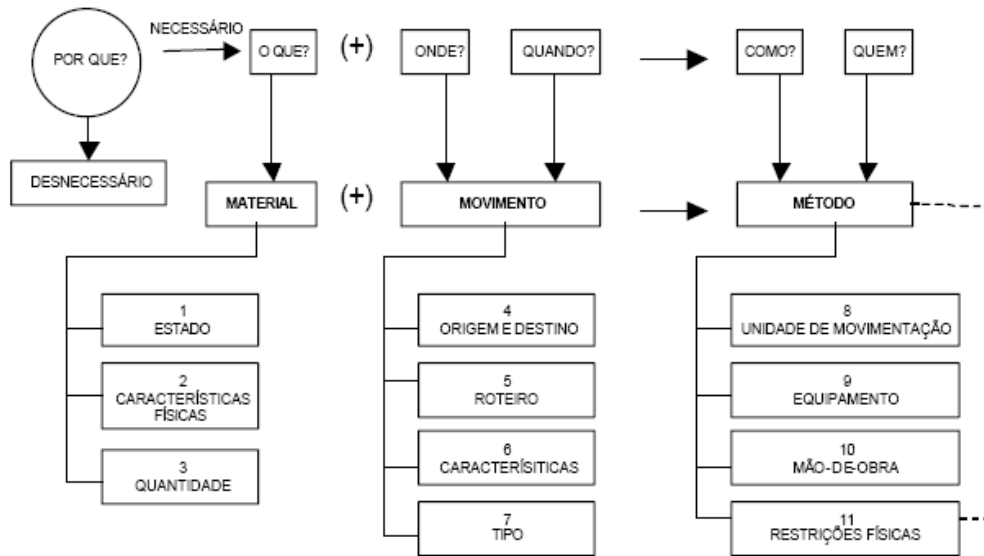 NECESSÁRIO
POR QUE?
O QUE?
(+)
ONDE?
QUANDO?
COMO?
QUEM?
DESNECESSÁRIO
MATERIAL
(+)
MOVIMENTO
MÉTODO
1
ESTADO
2
CARACTERÍSTICAS
FÍSICAS
3
QUANTIDADE
4
ORIGEM E DESTINO
5
ROTEIRO
6
CARACTERÍSITICAS
7
TIPO
8
UNIDADE DE MOVIMENTAÇÃO
9
EQUIPAMENTO
10
MÃO-DE-OBRA
11
RESTRIÇÕES FÍSICAS